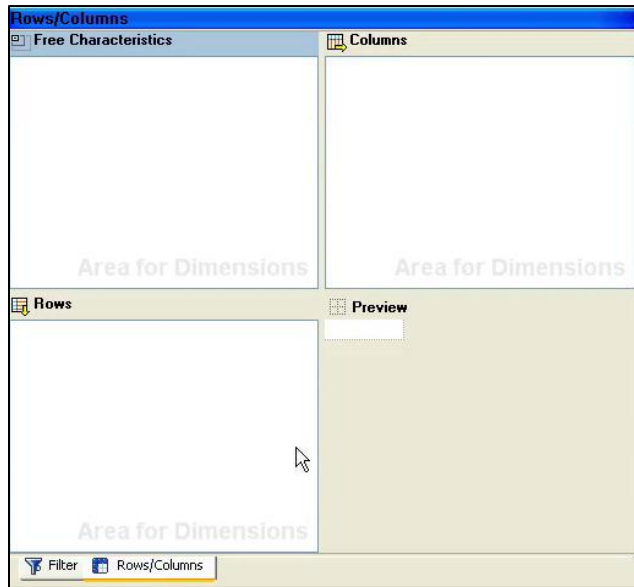 Rows/Columns
Free Characteristics
Columns
Area for Dimensions
Area for Dimensions
Rows
Preview
Area for Dimensions
Filter
Rows/Columns